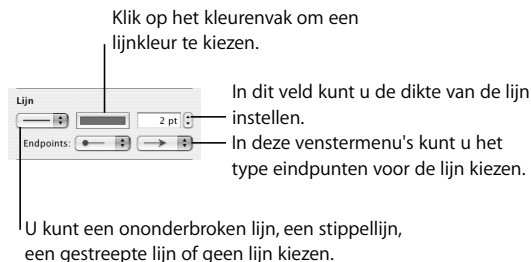 Klik op het kleurenvak om een
lijnkleur te kiezen.
Lijn
2 pt
Endpoints:
In dit veld kunt u de dikte van de lijn
instellen.
In deze venstermenu's kunt u het
type eindpunten voor de lijn kiezen.
U kunt een ononderbroken lijn, een stippellijn,
een gestreepte lijn of geen lijn kiezen.